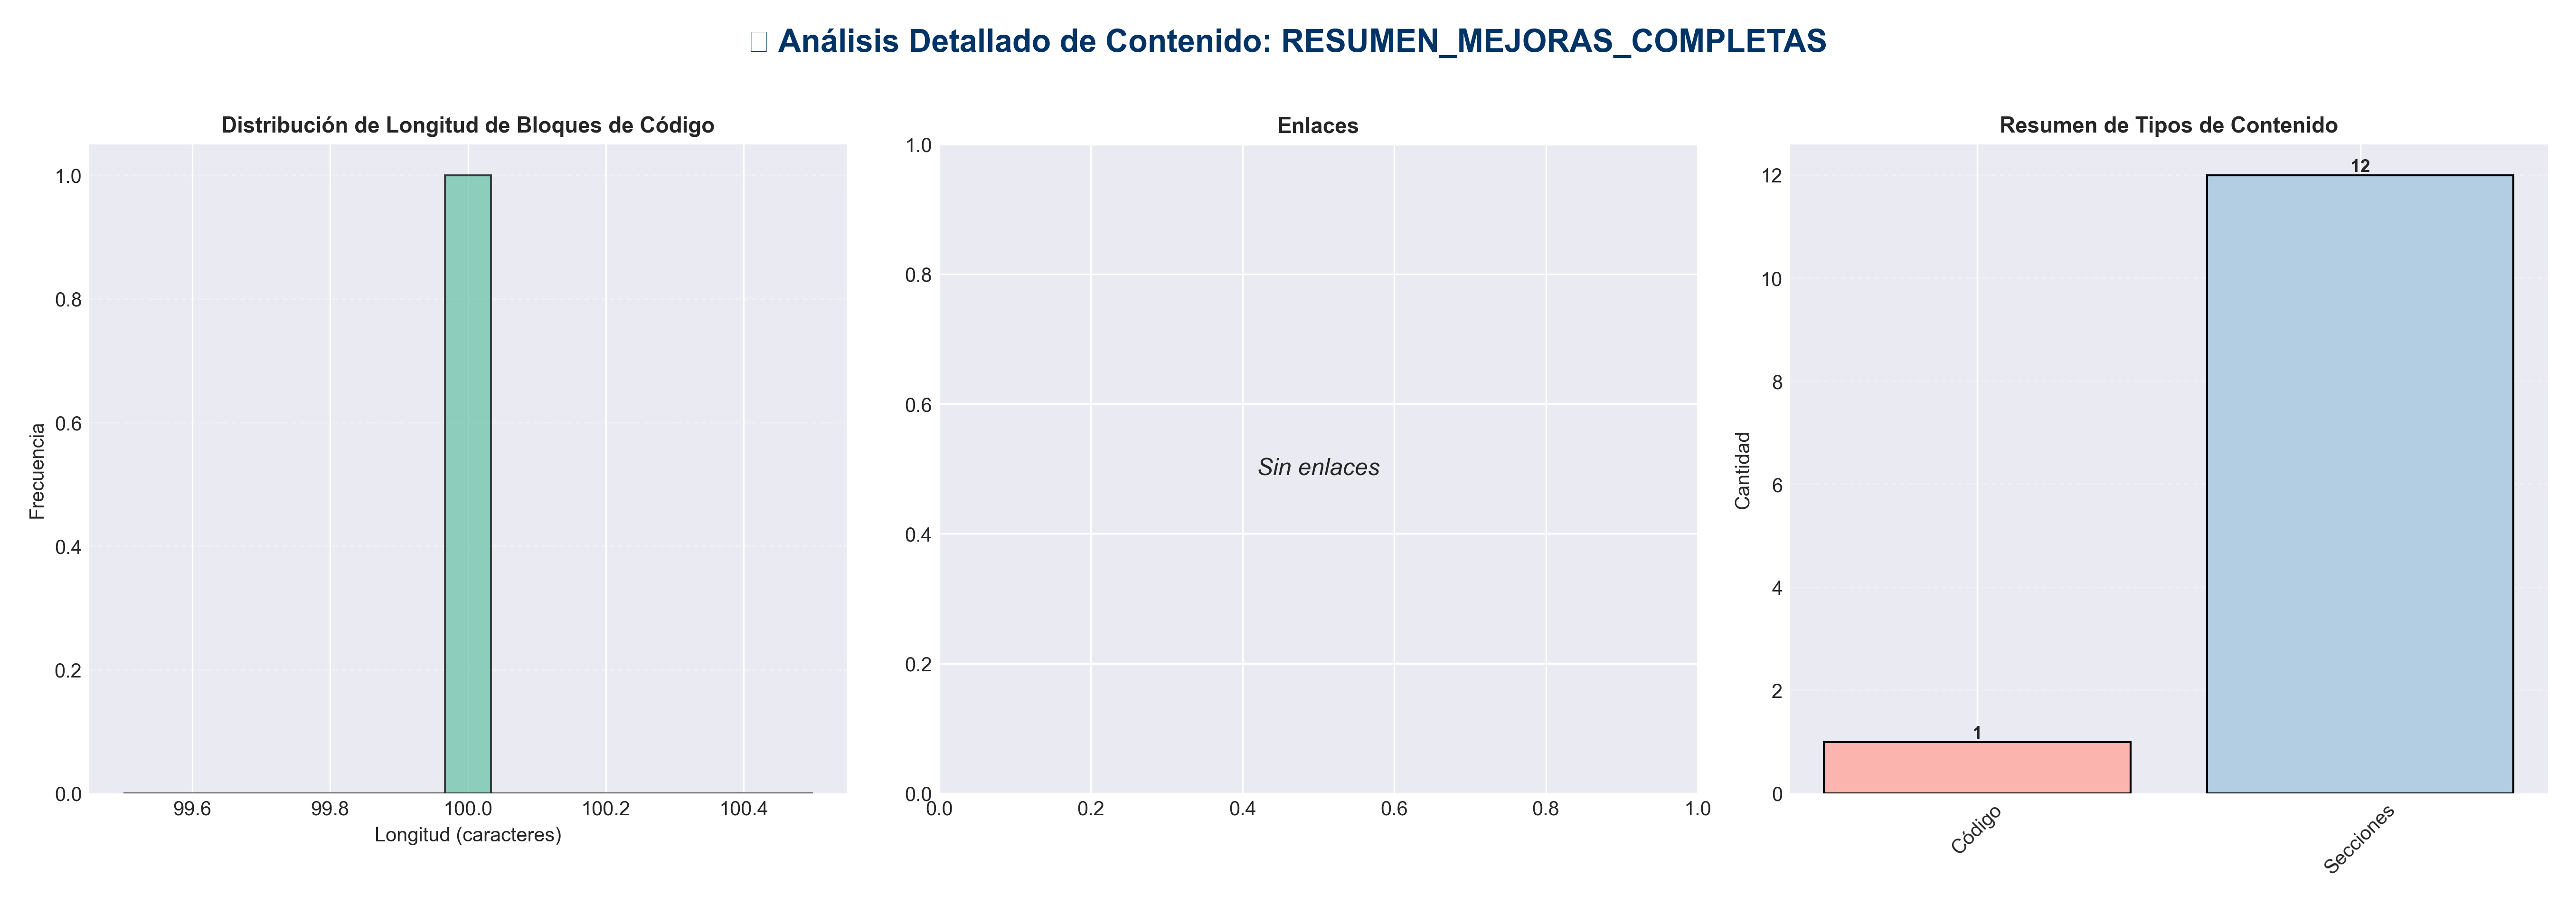 Análisis Detallado de Contenido: RESUMEN_MEJORAS_COMPLETAS
Distribución de Longitud de Bloques de Código
1.0
0.8
0.6
0.4
0.2
0.0
Frecuencia
99.6 99.8 100.0 100.2 100.4
Longitud (caracteres)
Enlaces
1.0
0.8
0.6
0.4
0.2
0.0
Sin enlaces
0.0 0.2 0.4 0.6 0.8 1.0
Resumen de Tipos de Contenido
12
10
8
6
4
2
0
Cantidad
1
12
Código
Secciones